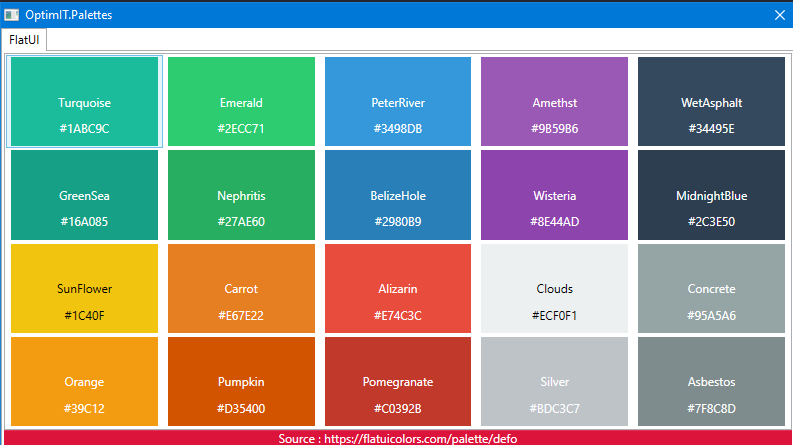 OptimIT.Palettes
FlatUI
Turquoise
#1ABC9C
Emerald
#2ECC71
PeterRiver
#3498DB
Amethst
#9B59B6
WetAsphalt
#34495E
GreenSea
#16A085
Nephritis
#27AE60
BelizeHole
#2980B9
Wisteria
#8E44AD
MidnightBlue
#2C3E50
SunFlower
#1C40F
Carrot
#E67E22
Alizarin
#E74C3C
Clouds
#ECF0F1
Concrete
#95A5A6
Orange
#39C12
Pumpkin
#D35400
Pomegranate
#C0392B
Silver
#BDC3C7
Asbestos
#7F8C8D
Source : https://flatuicolors.com/palette/defo